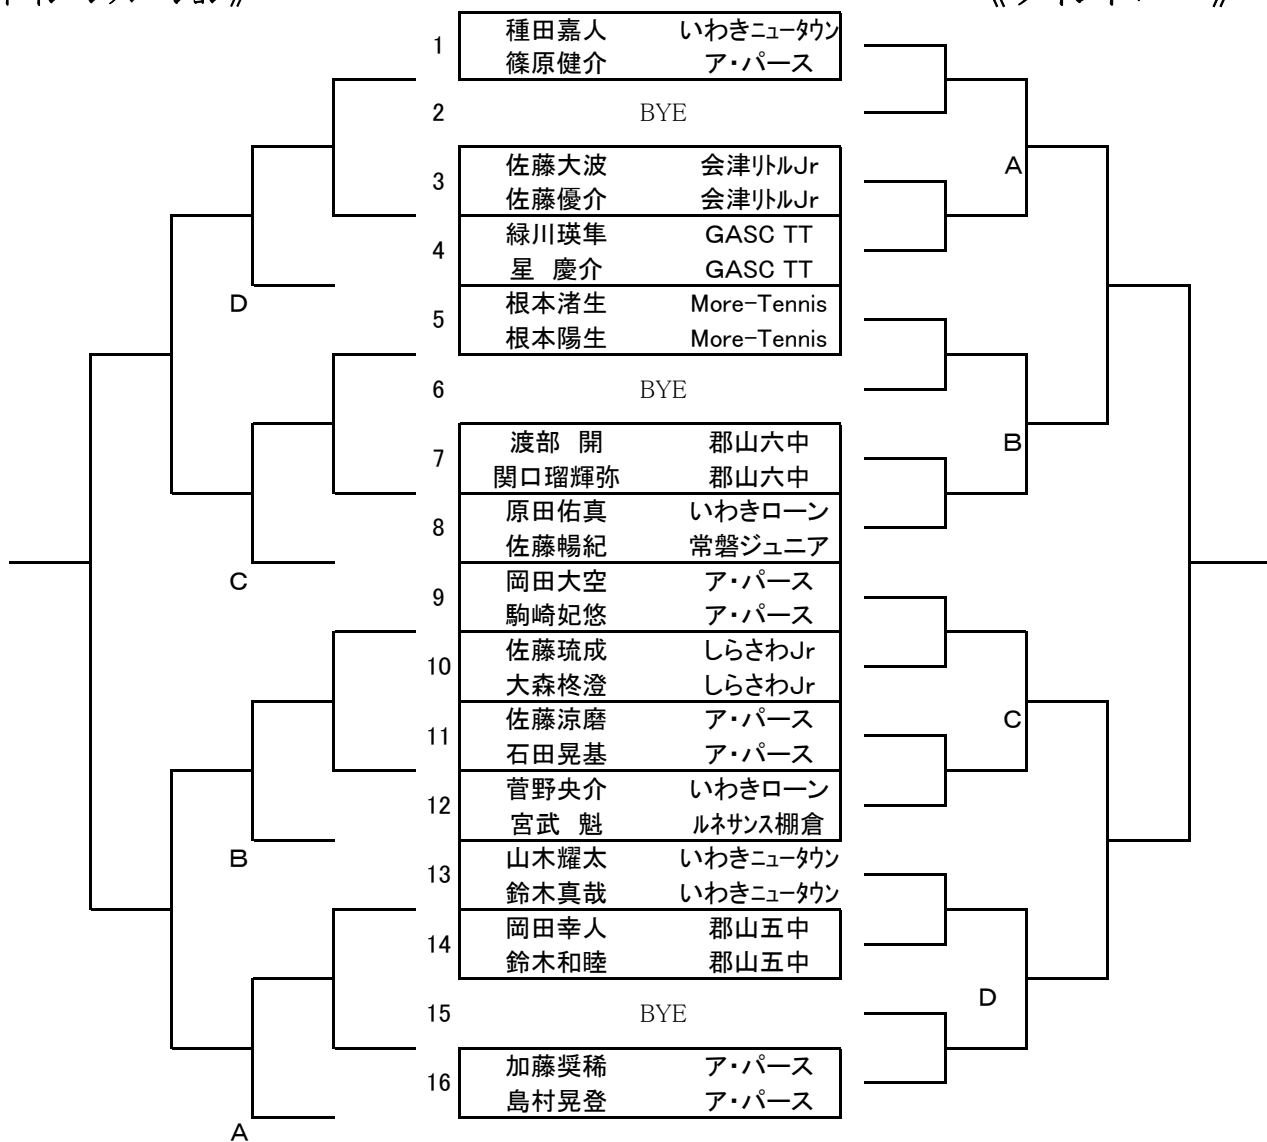 1 種田嘉人 いわきニュータウン
篠原健介 ア・パース
2 BYE
3 佐藤大波 会津リトルJr A
佐藤優介 会津リトルJr
4 緑川瑛隼 GASC TT
星 慶介 GASC TT
D
5 根本渚生 More-Tennis
根本陽生 More-Tennis
6 BYE
7 渡部 開 郡山六中 B
関口瑠輝弥 郡山六中
8 原田佑真 いわきローン
佐藤暢紀 常磐ジュニア
C
9 岡田大空 ア・パース
駒崎妃悠 ア・パース
10 佐藤琉成 しらさわJr
大森柊澄 しらさわJr
11 佐藤涼磨 ア・パース C
石田晃基 ア・パース
12 菅野央介 いわきローン
宮武 魁 ルネサンス棚倉
B
13 山木耀太 いわきニュータウン
鈴木真哉 いわきニュータウン
14 岡田幸人 郡山五中
鈴木和睦 郡山五中
D
15 BYE
16 加藤奨稀 ア・パース
島村晃登 ア・パース
A